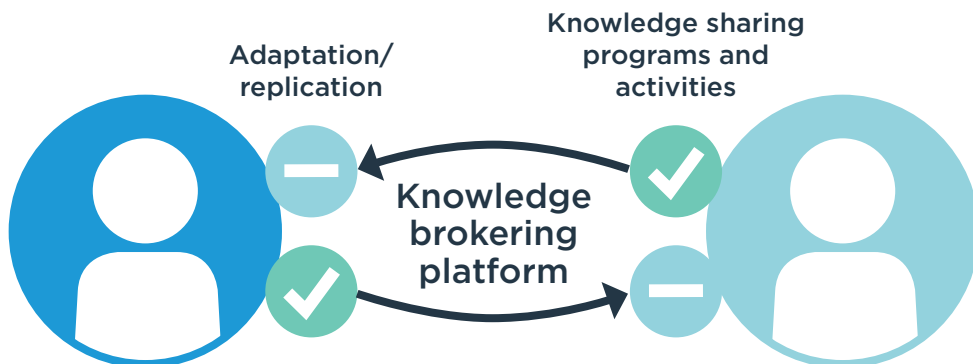 Adaptation/
replication
Knowledge sharing
programs and
activities
Knowledge
brokering
platform